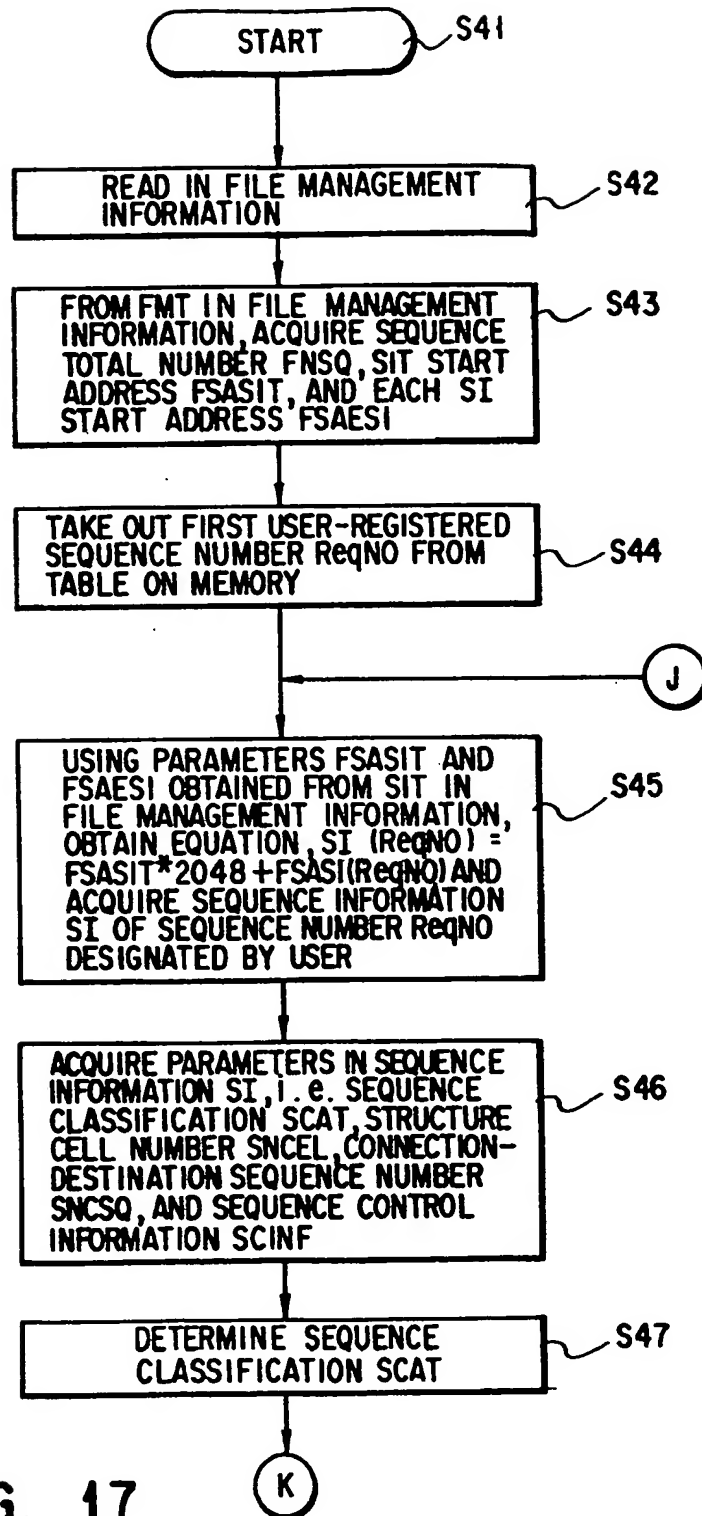 START
S41
READ IN FILE MANAGEMENT
INFORMATION
S42
FROM FMT IN FILE MANAGEMENT
INFORMATION, ACQUIRE SEQUENCE
TOTAL NUMBER FNSQ, SIT START
ADDRESS FSASIT, AND EACH SI
START ADDRESS FSAESI
S43
TAKE OUT FIRST USER-REGISTERED
SEQUENCE NUMBER ReqNO FROM
TABLE ON MEMORY
S44
J
USING PARAMETERS FSASIT AND
FSAESI OBTAINED FROM SIT IN
FILE MANAGEMENT INFORMATION,
OBTAIN EQUATION, SI (ReqNO) =
FSASIT*2048+FSASI(ReqNO) AND
ACQUIRE SEQUENCE INFORMATION
SI OF SEQUENCE NUMBER ReqNO
DESIGNATED BY USER
S45
ACQUIRE PARAMETERS IN SEQUENCE
INFORMATION SI, i.e. SEQUENCE
CLASSIFICATION SCAT, STRUCTURE
CELL NUMBER SNCEL, CONNECTION-
DESTINATION SEQUENCE NUMBER
SNCSQ, AND SEQUENCE CONTROL
INFORMATION SCINF
S46
DETERMINE SEQUENCE
CLASSIFICATION SCAT
S47
K
G. 17